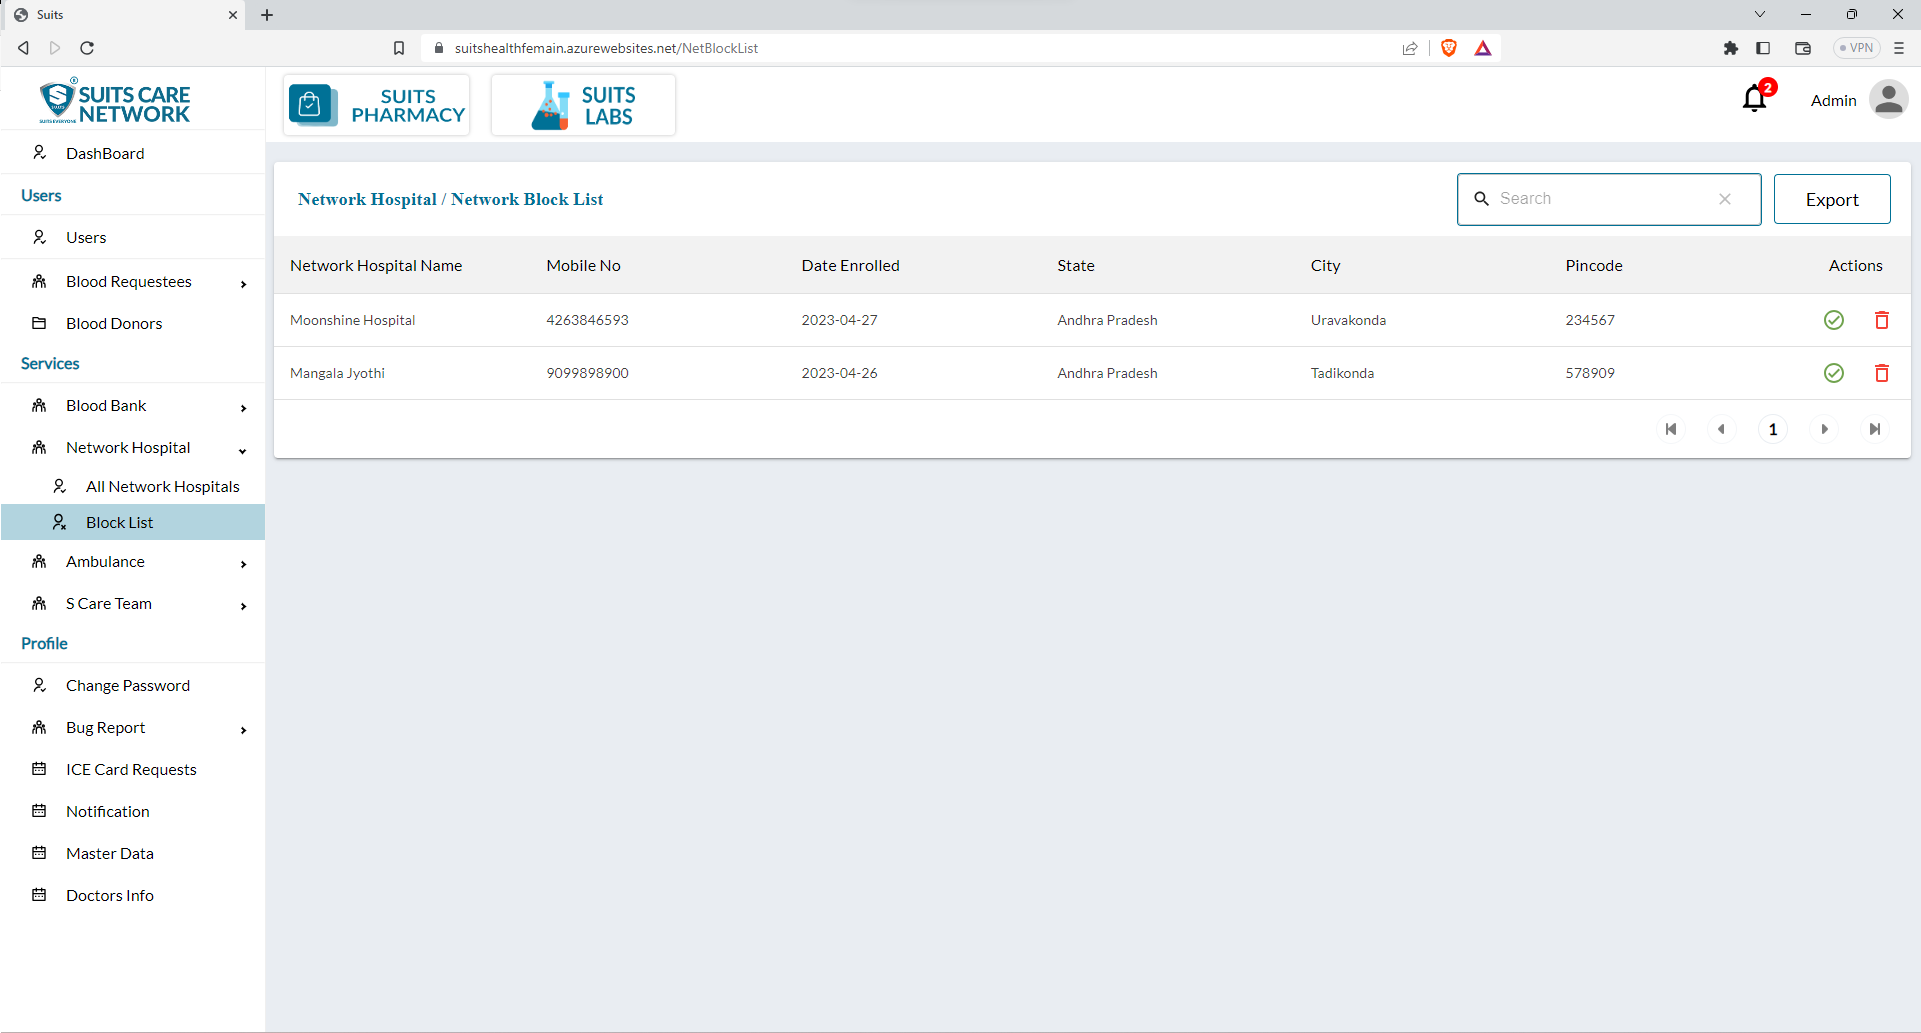 Suits
suitshealthfemain.azurewebsites.net/NetBlockList
VPN
SUITS CARE
NETWORK
SUITS EVERYONE
SUITS
PHARMACY
SUITS
LABS
2
Admin
DashBoard
Users
Users
Blood Requestees
Blood Donors
Services
Blood Bank
Network Hospital
All Network Hospitals
Block List
Ambulance
S Care Team
Profile
Change Password
Bug Report
ICE Card Requests
Notification
Master Data
Doctors Info
Network Hospital / Network Block List
Search
Export
Network Hospital Name Mobile No Date Enrolled State City Pincode Actions
Moonshine Hospital 4263846593 2023-04-27 Andhra Pradesh Uravakonda 234567
Mangala Jyothi 9099898900 2023-04-26 Andhra Pradesh Tadikonda 578909
1